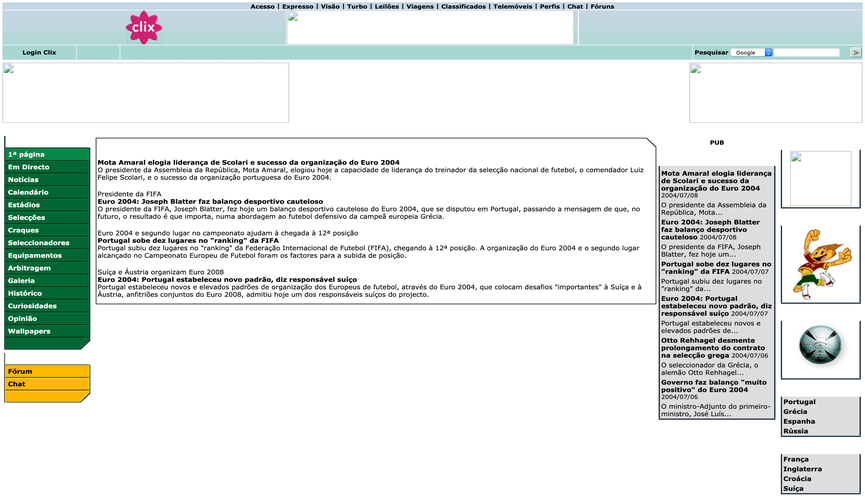 Acesso | Expresso | Visão | Turbo | Leilões | Viagens | Classificados | Telemóveis | Perfis | Chat | Fóruns
clix
Login Clix
Pesquisar Google >
1ª página
Em Directo
Notícias
Calendário
Estádios
Selecções
Craques
Seleccionadores
Equipamentos
Arbitragem
Galeria
Histórico
Curiosidades
Opinião
Wallpapers
Fórum
Chat
Mota Amaral elogia liderança de Scolari e sucesso da organização do Euro 2004
O presidente da Assembleia da República, Mota Amaral, elogiou hoje a capacidade de liderança do treinador da selecção nacional de futebol, o comendador Luiz
Felipe Scolari, e o sucesso da organização portuguesa do Euro 2004.
Presidente da FIFA
Euro 2004: Joseph Blatter faz balanço desportivo cauteloso
O presidente da FIFA, Joseph Blatter, fez hoje um balanço desportivo cauteloso do Euro 2004, que se disputou em Portugal, passando a mensagem de que, no
futuro, o resultado é que importa, numa abordagem ao futebol defensivo da campeã europeia Grécia.
Euro 2004 e segundo lugar no campeonato ajudam à chegada à 12ª posição
Portugal sobe dez lugares no "ranking" da FIFA
Portugal subiu dez lugares no "ranking" da Federação Internacional de Futebol (FIFA), chegando à 12ª posição. A organização do Euro 2004 e o segundo lugar
alcançado no Campeonato Europeu de Futebol foram os factores para a subida de posição.
Suíça e Áustria organizam Euro 2008
Euro 2004: Portugal estabeleceu novo padrão, diz responsável suíço
Portugal estabeleceu novos e elevados padrões de organização dos Europeus de futebol, através do Euro 2004, que colocam desafios "importantes" à Suíça e à
Áustria, anfitriões conjuntos do Euro 2008, admitiu hoje um dos responsáveis suíços do projecto.
PUB
Mota Amaral elogia liderança
de Scolari e sucesso da
organização do Euro 2004
2004/07/08
O presidente da Assembleia da
República, Mota...
Euro 2004: Joseph Blatter
faz balanço desportivo
cauteloso 2004/07/08
O presidente da FIFA, Joseph
Blatter, fez hoje um...
Portugal sobe dez lugares no
"ranking" da FIFA 2004/07/07
Portugal subiu dez lugares no
"ranking" da...
Euro 2004: Portugal
estabeleceu novo padrão, diz
responsável suíço 2004/07/07
Portugal estabeleceu novos e
elevados padrões de...
Otto Rehhagel desmente
prolongamento do contrato
na selecção grega 2004/07/06
O seleccionador da Grécia, o
alemão Otto Rehhagel...
Governo faz balanço "muito
positivo" do Euro 2004
2004/07/06
O ministro-Adjunto do primeiro-
ministro, José Luís...
Portugal
Grécia
Espanha
Rússia
França
Inglaterra
Croácia
Suíça